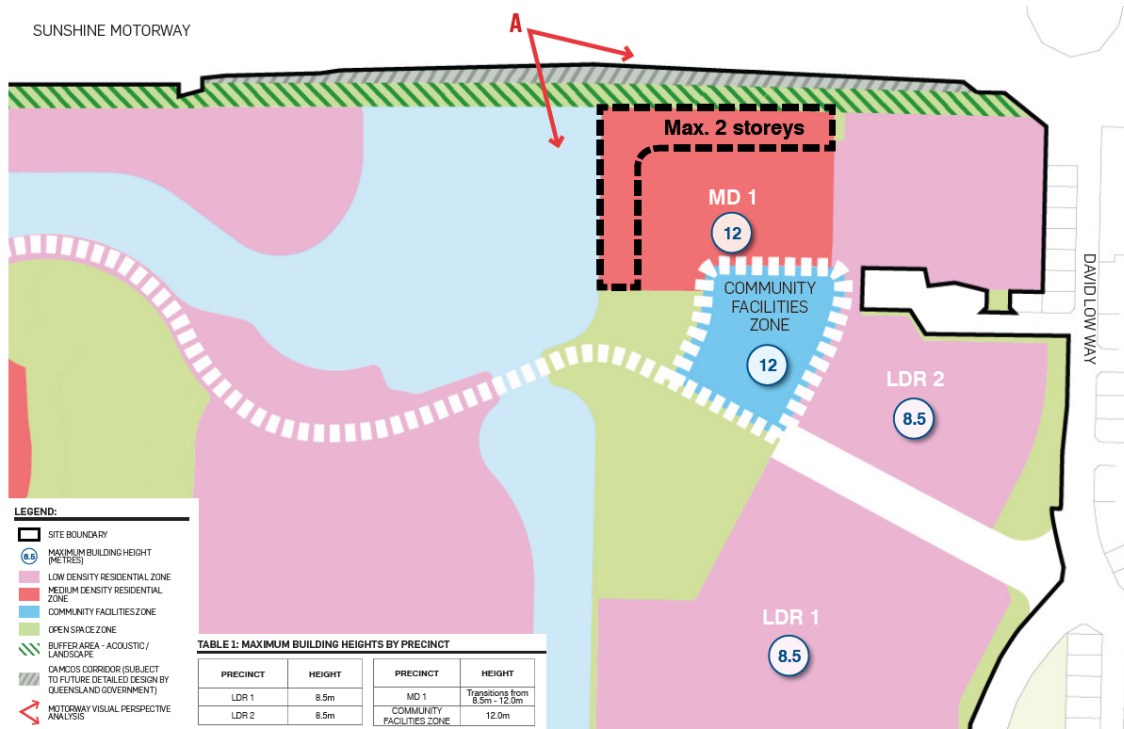 SUNSHINE MOTORWAY
A
Max. 2 storeys
MD 1
12
COMMUNITY
FACILITIES
ZONE
12
DAVID LOW WAY
LDR 2
8.5
LDR 1
8.5
LEGEND:
SITE BOUNDARY
8.5 MAXIMUM BUILDING HEIGHT
(METRES)
LOW DENSITY RESIDENTIAL ZONE
MEDIUM DENSITY RESIDENTIAL
ZONE
COMMUNITY FACILITIES ZONE
OPEN SPACE ZONE
BUFFER AREA - ACOUSTIC /
LANDSCAPE
CAMCOS CORRIDOR (SUBJECT
TO FUTURE DETAILED DESIGN BY
QUEENSLAND GOVERNMENT)
MOTORWAY VISUAL PERSPECTIVE
ANALYSIS
TABLE 1: MAXIMUM BUILDING HEIGHTS BY PRECINCT
PRECINCT HEIGHT
LDR 1 8.5m
LDR 2 8.5m
PRECINCT HEIGHT
MD 1 Transitions from
8.5m - 12.0m
COMMUNITY
FACILITIES ZONE 12.0m